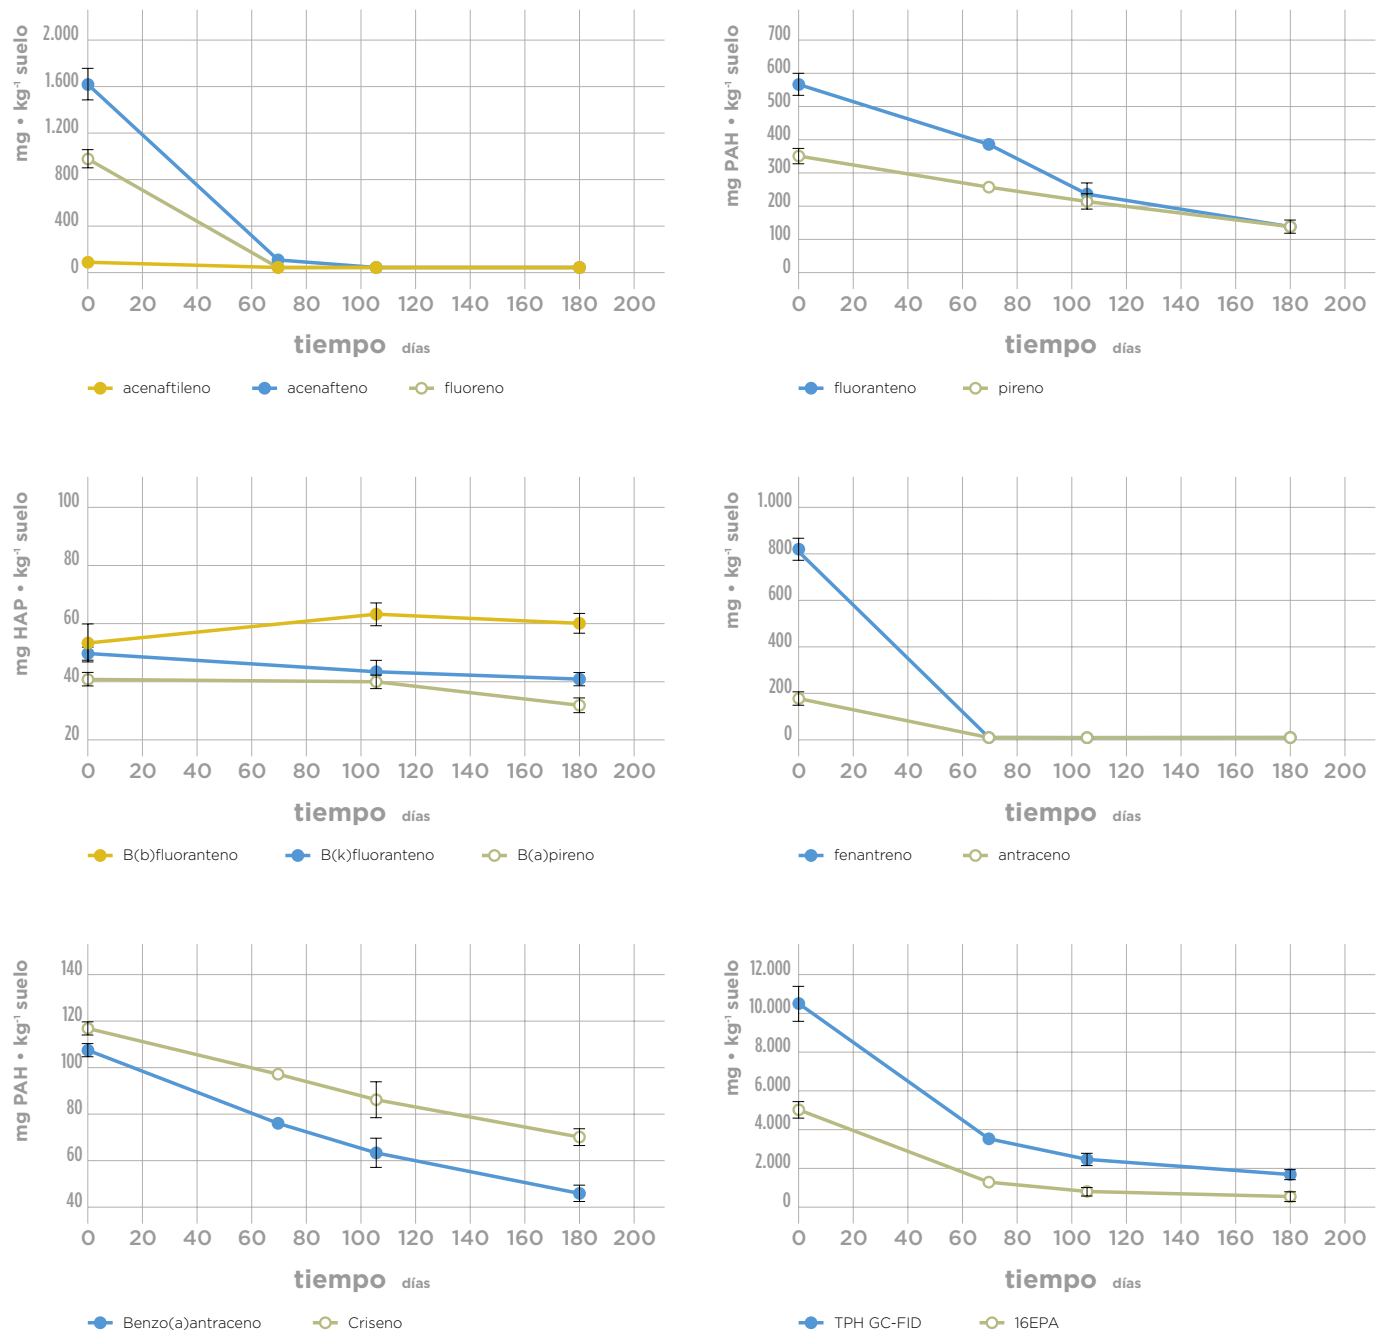 mg • kg⁻¹ suelo
2.000
1.600
1.200
800
400
0
0 20 40 60 80 100 120 140 160 180 200
tiempo días
acenaftileno acenafteno fluoreno
mg PAH • kg⁻¹ suelo
700
600
500
400
300
200
100
0
0 20 40 60 80 100 120 140 160 180 200
tiempo días
fluoranteno pireno
mg HAP • kg⁻¹ suelo
100
80
60
40
20
0 20 40 60 80 100 120 140 160 180 200
tiempo días
B(b)fluoranteno B(k)fluoranteno B(a)pireno
mg • kg⁻¹ suelo
1.000
800
600
400
200
0
0 20 40 60 80 100 120 140 160 180 200
tiempo días
fenantreno antraceno
mg PAH • kg⁻¹ suelo
140
120
100
80
60
40
0 20 40 60 80 100 120 140 160 180 200
tiempo días
Benzo(a)antraceno Criseno
mg • kg⁻¹ suelo
12.000
10.000
8.000
6.000
4.000
2.000
0
0 20 40 60 80 100 120 140 160 180 200
tiempo días
TPH GC-FID 16EPA